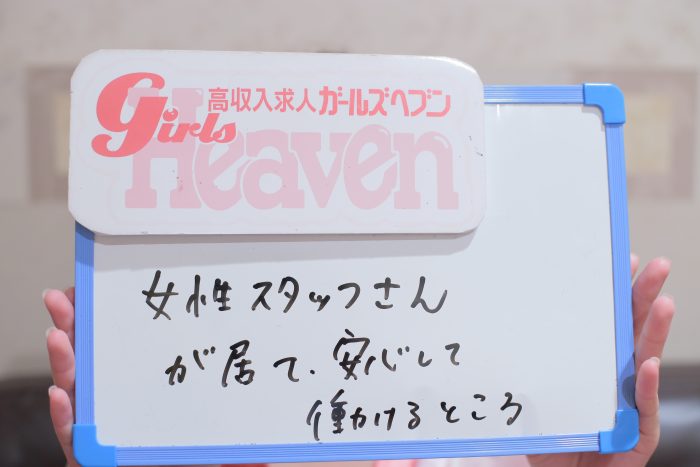 Girls Heaven
高収入求人ガールズヘブン
女性スタッフさん
が居て、安心して
働けるところ